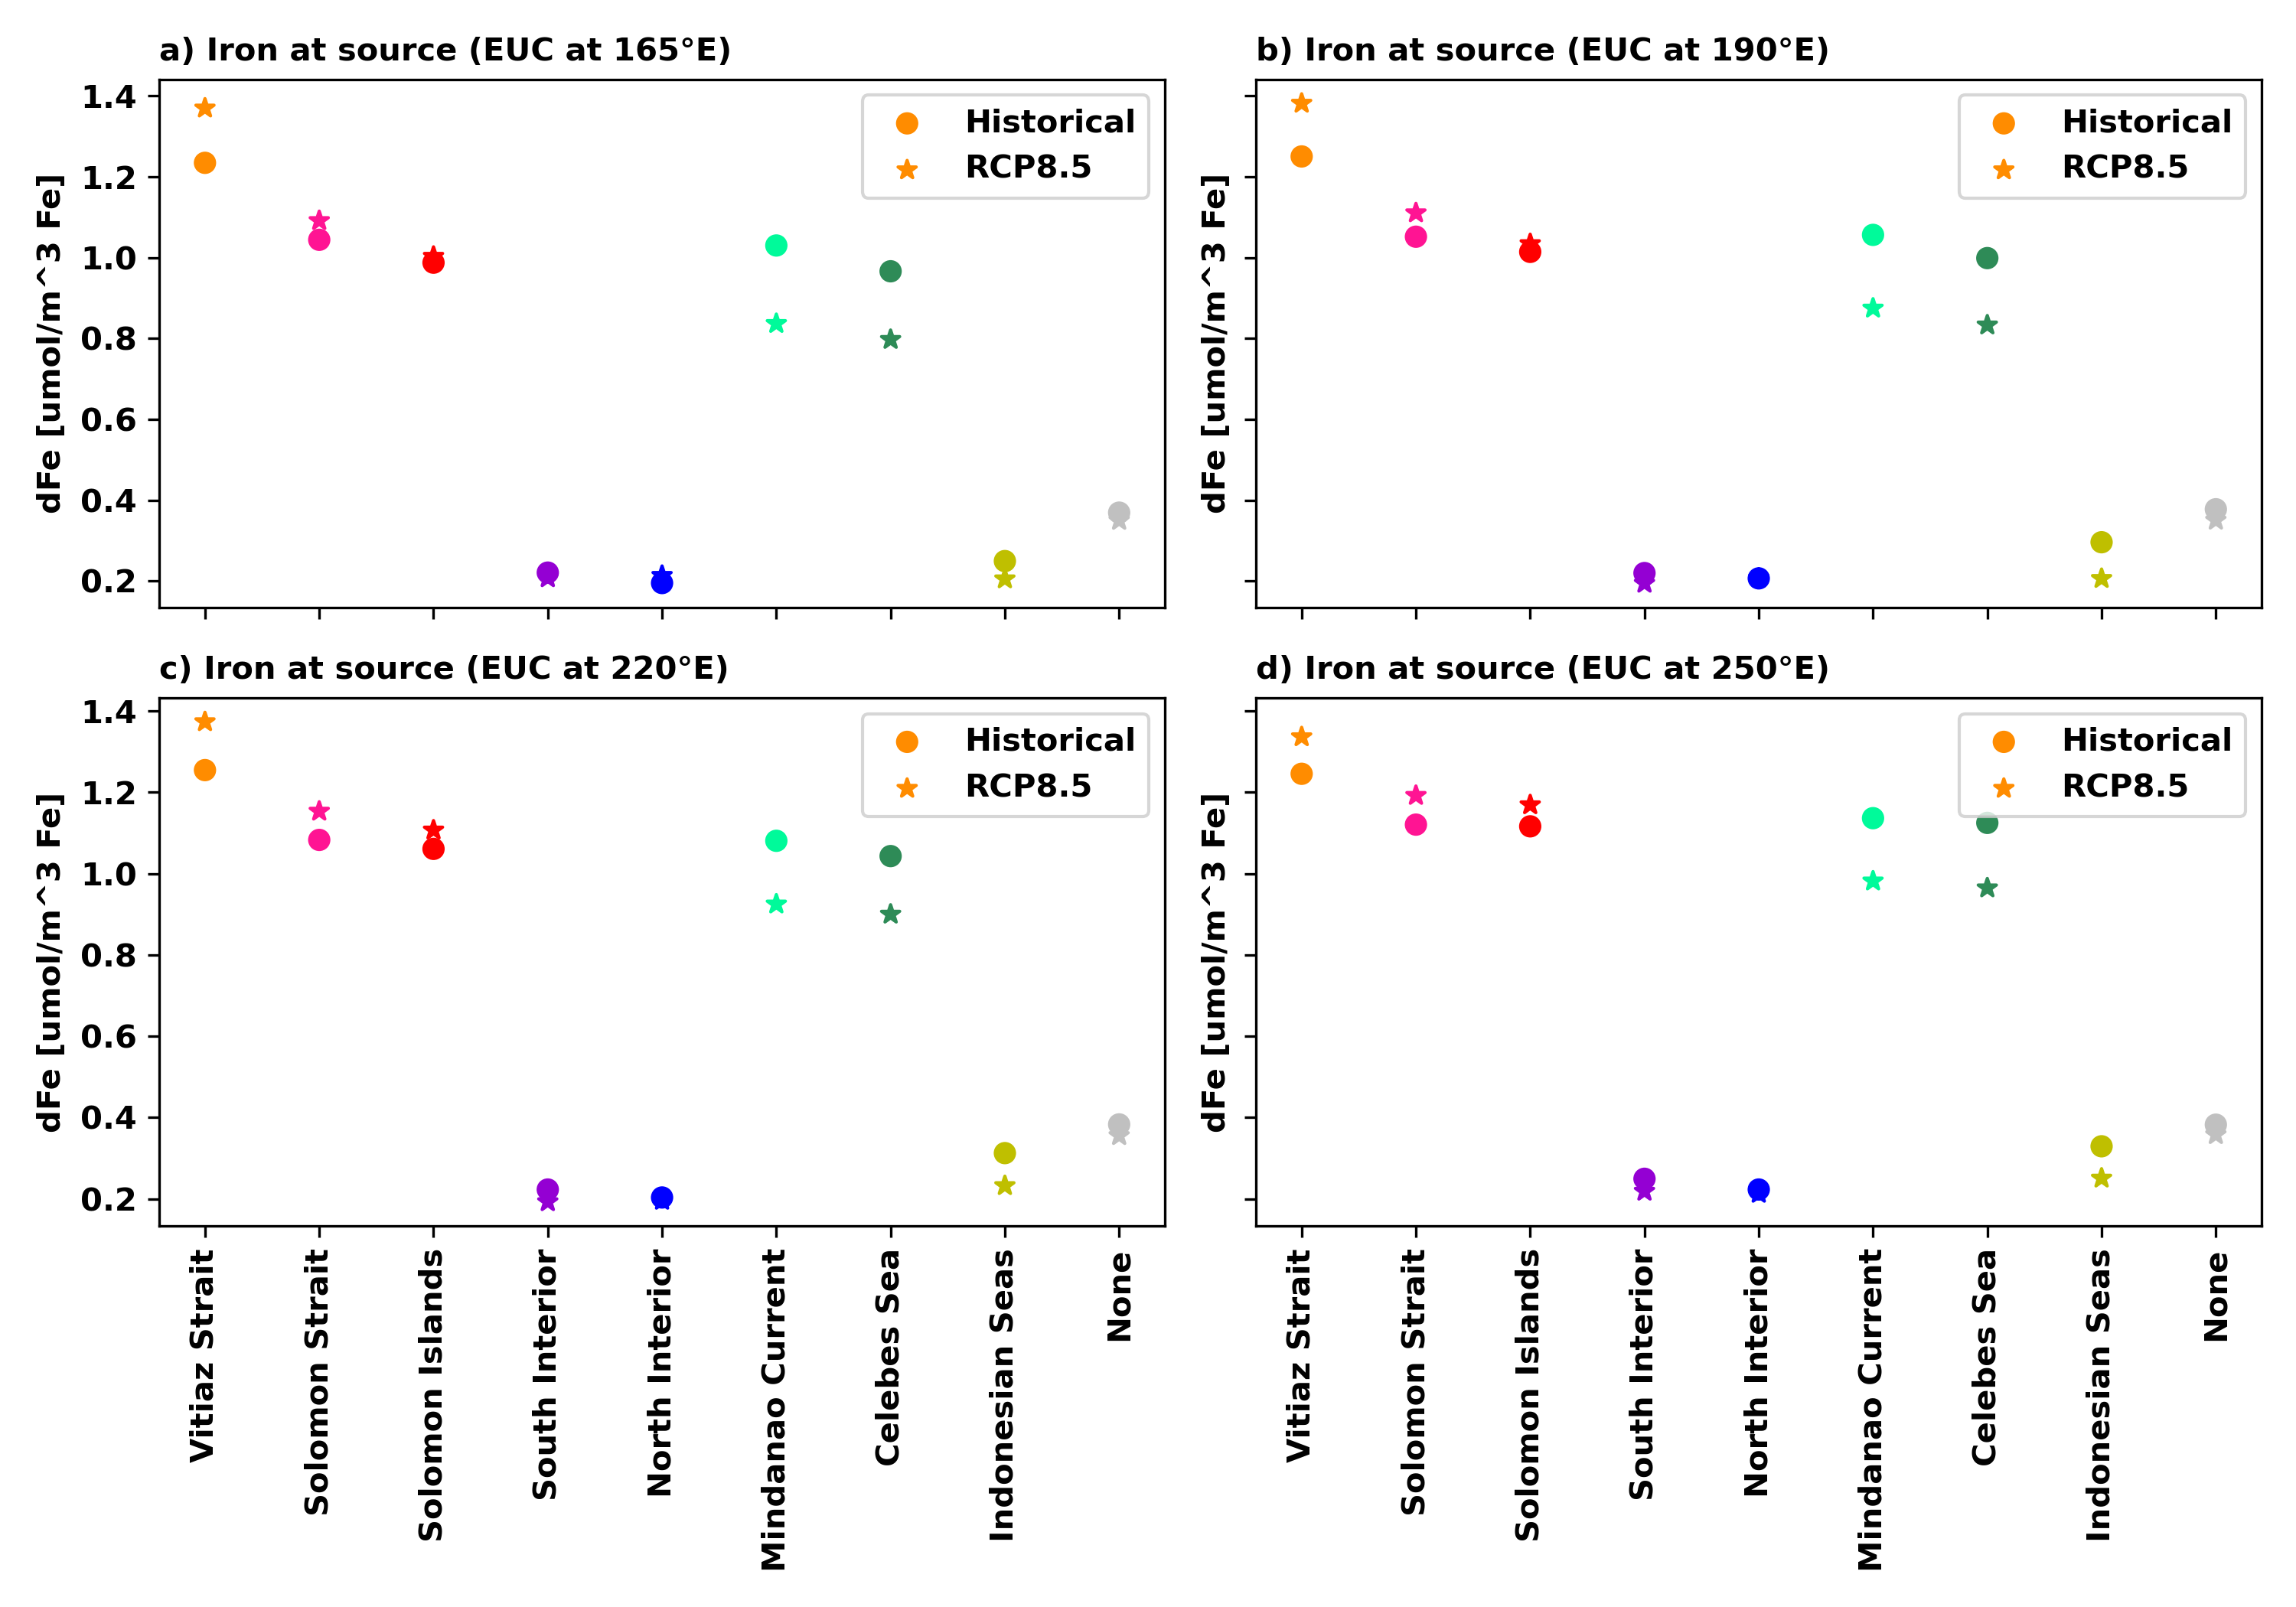 a) Iron at source (EUC at 165°E)
dFe [umol/m^3 Fe]
1.4
1.2
1.0
0.8
0.6
0.4
0.2
Historical
RCP8.5
b) Iron at source (EUC at 190°E)
dFe [umol/m^3 Fe]
Historical
RCP8.5
c) Iron at source (EUC at 220°E)
dFe [umol/m^3 Fe]
1.4
1.2
1.0
0.8
0.6
0.4
0.2
Historical
RCP8.5
Vitiaz Strait
Solomon Strait
Solomon Islands
South Interior
North Interior
Mindanao Current
Celebes Sea
Indonesian Seas
None
d) Iron at source (EUC at 250°E)
dFe [umol/m^3 Fe]
Historical
RCP8.5
Vitiaz Strait
Solomon Strait
Solomon Islands
South Interior
North Interior
Mindanao Current
Celebes Sea
Indonesian Seas
None